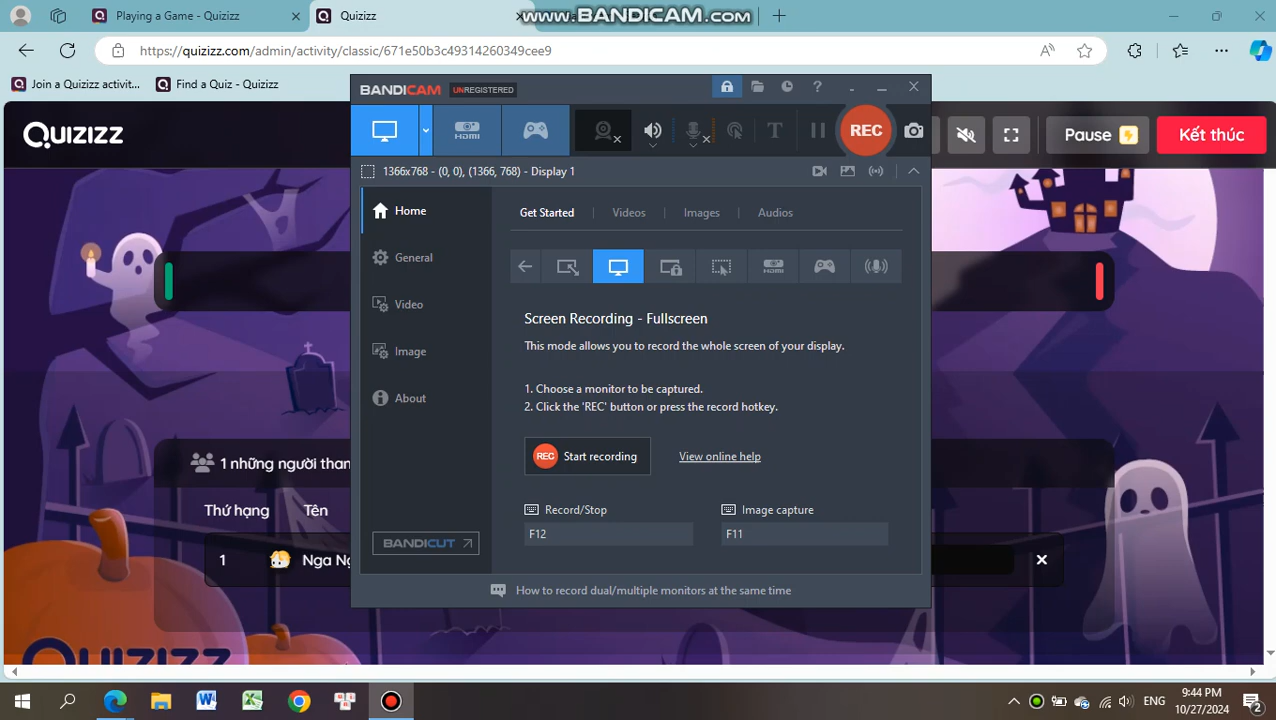 Playing a Game - Quizizz
Quizizz
www.BANDICAM.com
https://quizizz.com/admin/activity/classic/671e50b3c49314260349cee9
Join a Quizizz activit...
Find a Quiz - Quizizz
BANDICAM UNREGISTERED
Quizizz
HDMI
T
REC
Pause
Kết thúc
1366x768 - (0, 0), (1366, 768) - Display 1
Home
General
Video
Image
About
BANDICUT
Get Started
Videos
Images
Audios
HDMI
Screen Recording - Fullscreen
This mode allows you to record the whole screen of your display.
1. Choose a monitor to be captured.
2. Click the 'REC' button or press the record hotkey.
REC Start recording
View online help
Record/Stop
Image capture
F12
F11
How to record dual/multiple monitors at the same time
1 những người tham
Thứ hạng
Tên
1
Nga
Quizizz
ENG
9:44 PM
10/27/2024
2